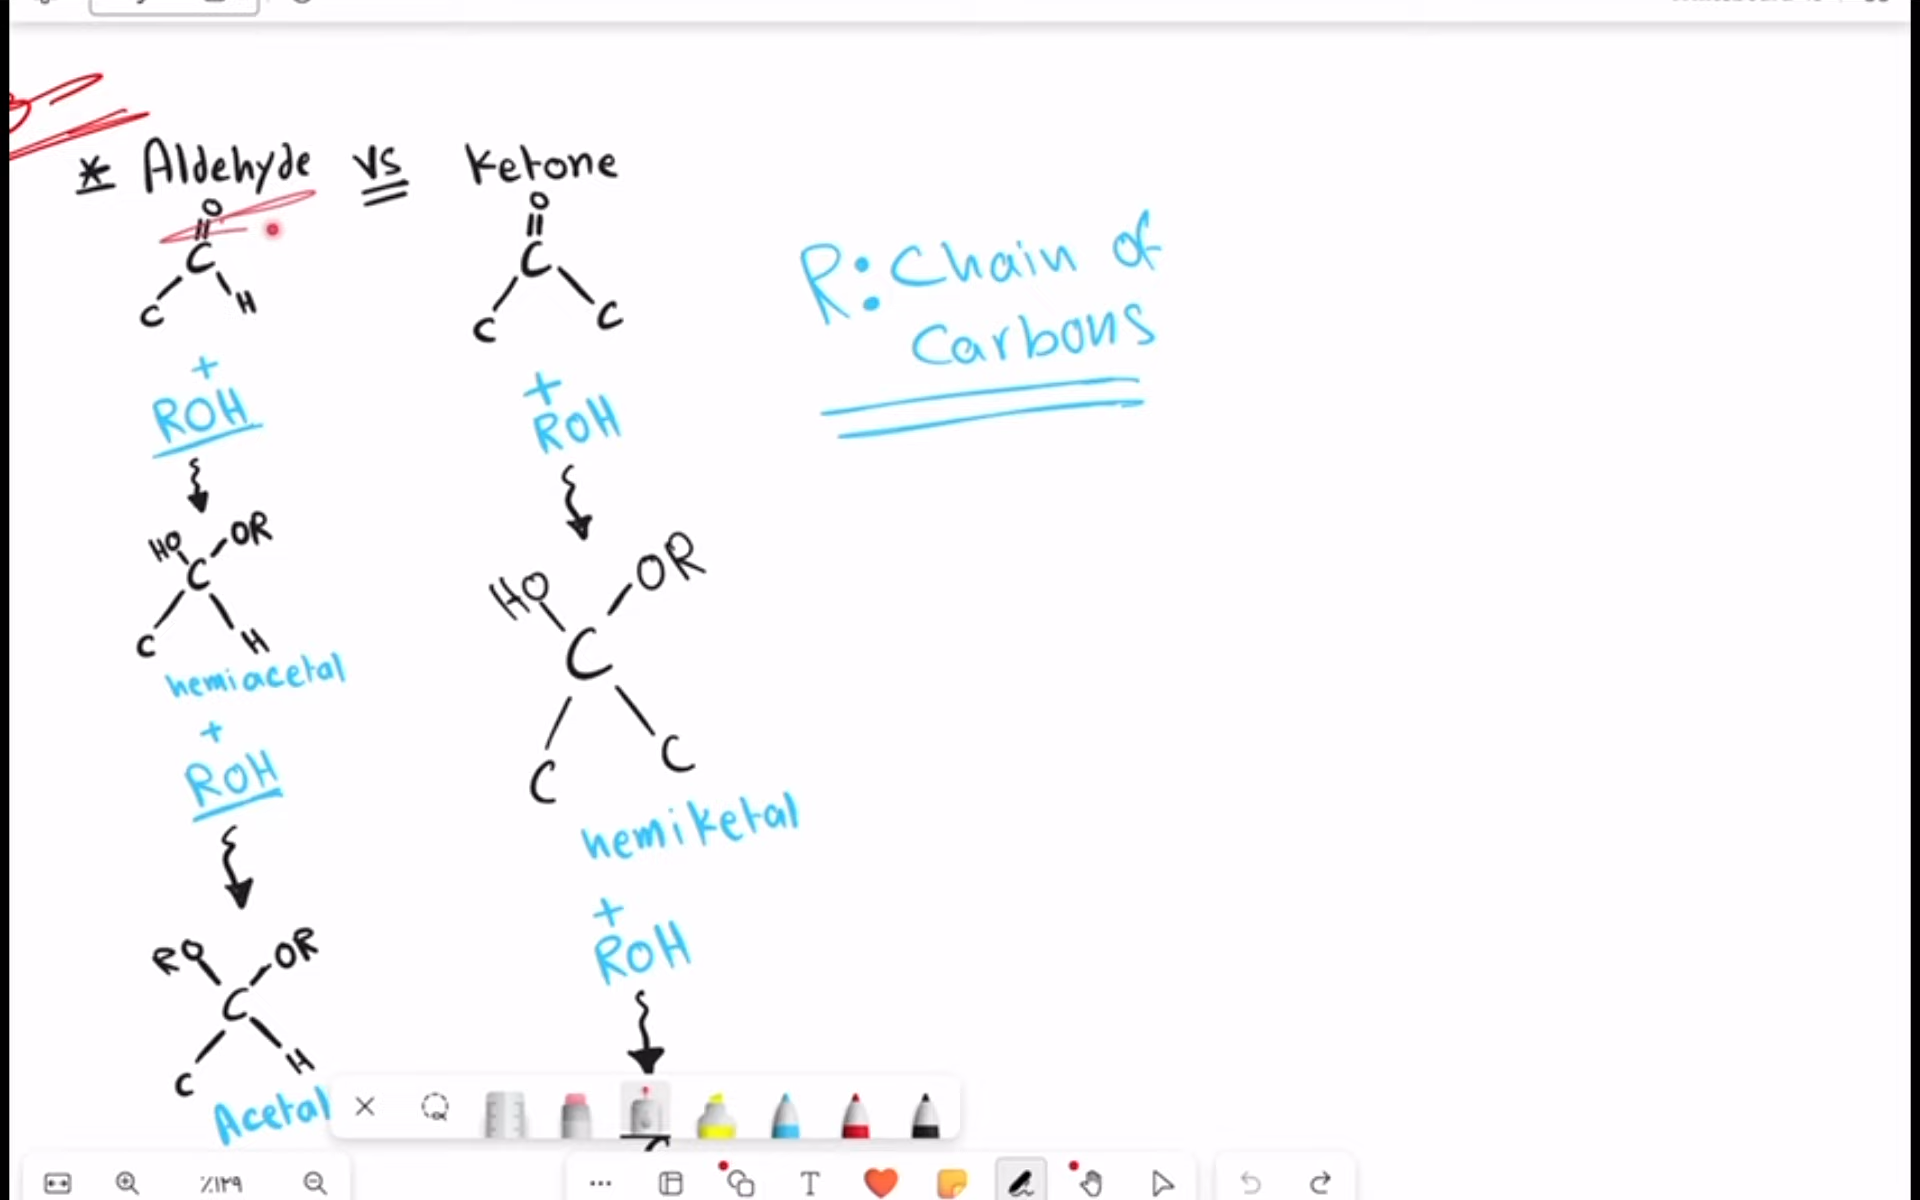 * Aldehyde vs Ketone
O
C
C H
O
C
C C
R: Chain of
Carbons
+
ROH
+
ROH
HO OR
C
C H
hemiacetal
HO OR
C
C C
hemiketal
+
ROH
+
ROH
RO OR
C
C H
Acetal
T
٪١٣٩